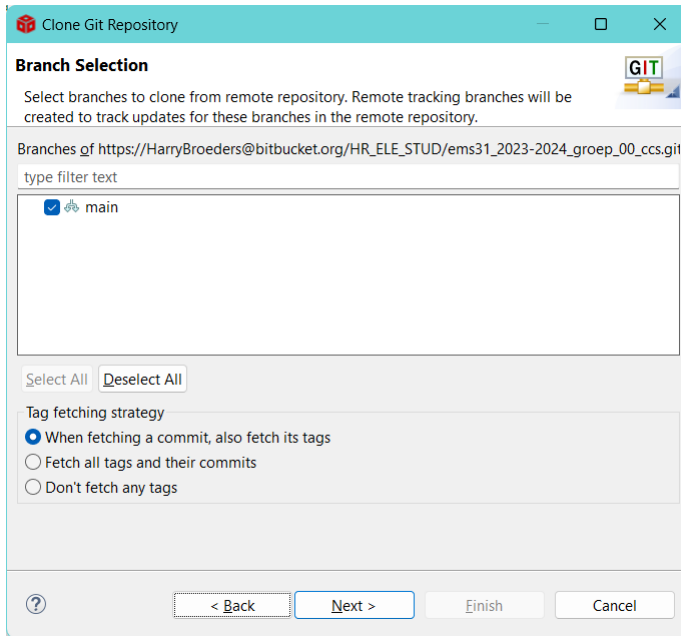 Clone Git Repository
Branch Selection
GIT
Select branches to clone from remote repository. Remote tracking branches will be
created to track updates for these branches in the remote repository.
Branches of https://HarryBroeders@bitbucket.org/HR_ELE_STUD/ems31_2023-2024_groep_00_ccs.git
type filter text
main
Select All Deselect All
Tag fetching strategy
When fetching a commit, also fetch its tags
Fetch all tags and their commits
Don't fetch any tags
? < Back Next > Finish Cancel